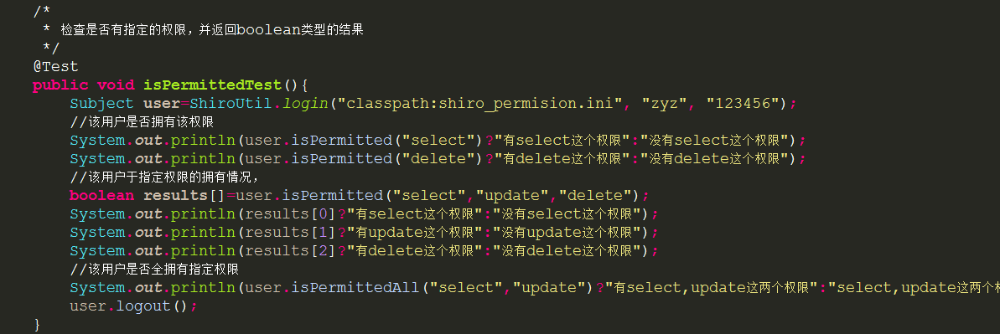 /*
 * 检查是否有指定的权限，并返回boolean类型的结果
 */
@Test
public void isPermittedTest(){
    Subject user=ShiroUtil.login("classpath:shiro_permision.ini", "zyz", "123456");
    //该用户是否拥有该权限
    System.out.println(user.isPermitted("select")?"有select这个权限":"没有select这个权限");
    System.out.println(user.isPermitted("delete")?"有delete这个权限":"没有delete这个权限");
    //该用户于指定权限的拥有情况，
    boolean results[]=user.isPermitted("select","update","delete");
    System.out.println(results[0]?"有select这个权限":"没有select这个权限");
    System.out.println(results[1]?"有update这个权限":"没有update这个权限");
    System.out.println(results[2]?"有delete这个权限":"没有delete这个权限");
    //该用户是否全拥有指定权限
    System.out.println(user.isPermittedAll("select","update")?"有select,update这两个权限":"select,update这两个
    user.logout();
}